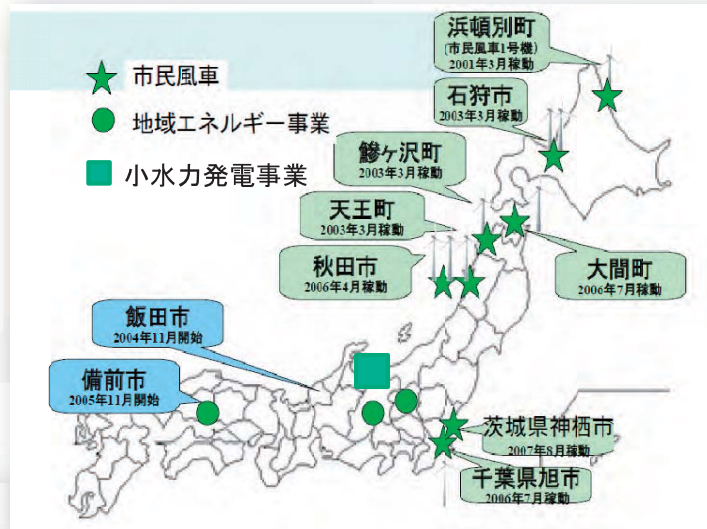 市民風車
地域エネルギー事業
小水力発電事業
浜頓別町
(市民風車1号機)
2001年3月稼動
石狩市
2003年3月稼動
鰺ヶ沢町
2003年3月稼動
天王町
2003年3月稼動
秋田市
2006年4月稼動
大間町
2006年7月稼動
飯田市
2004年11月開始
備前市
2005年11月開始
茨城県神栖市
2007年8月稼動
千葉県旭市
2006年7月稼動